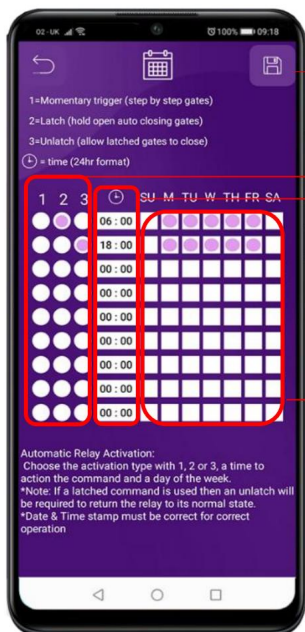 02-UK 100% 09:18
1=Momentary trigger (step by step gates)
2=Latch (hold open auto closing gates)
3=Unlatch (allow latched gates to close)
= time (24hr format)
1 2 3 SU M TU W TH FR SA
06 : 00
18 : 00
00 : 00
00 : 00
00 : 00
00 : 00
00 : 00
00 : 00
Automatic Relay Activation:
Choose the activation type with 1, 2 or 3, a time to
action the command and a day of the week.
*Note: If a latched command is used then an unlatch will
be required to return the relay to its normal state.
*Date & Time stamp must be correct for correct
operation